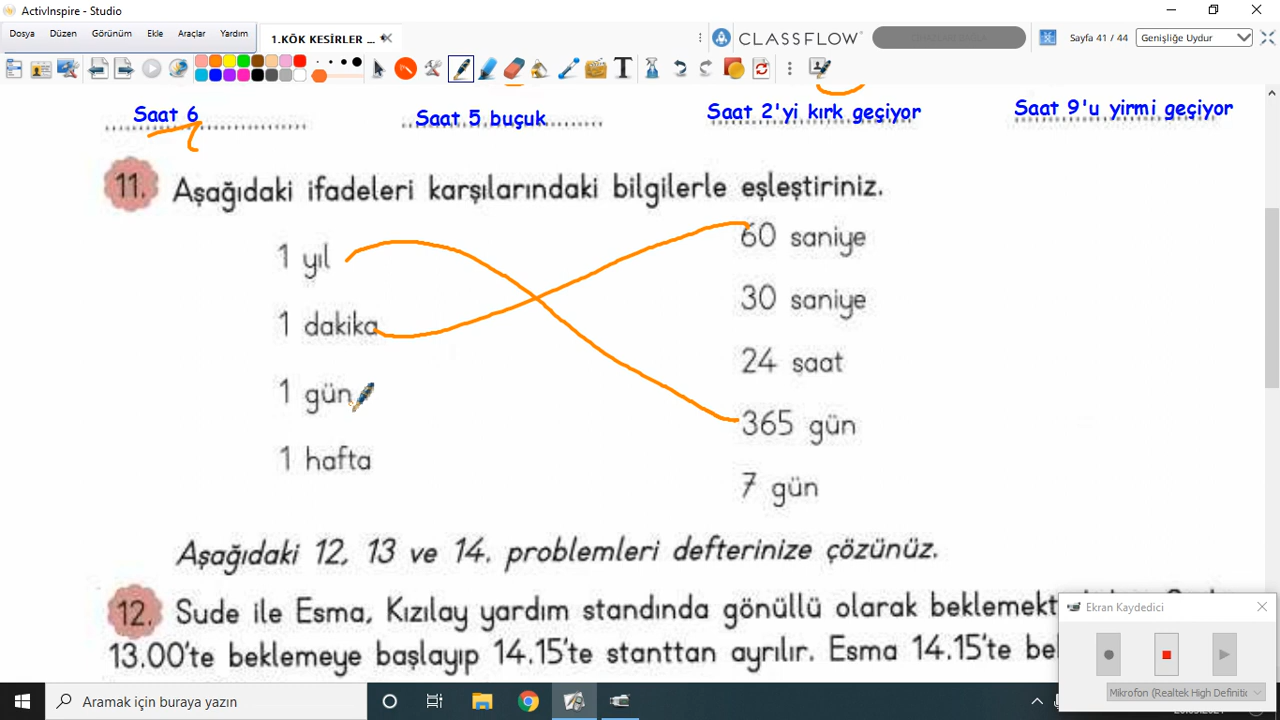 ActivInspire - Studio
Dosya Düzen Görünüm Ekle Araçlar Yardım
1.KÖK KESİRLER ...
CLASSFLOW
Sayfa 41 / 44
Genişliğe Uydur
Saat 6
Saat 5 buçuk
Saat 2'yi kırk geçiyor
Saat 9'u yirmi geçiyor
11. Aşağıdaki ifadeleri karşılarındaki bilgilerle eşleştiriniz.
1 yıl
60 saniye
1 dakika
30 saniye
1 gün
24 saat
1 hafta
365 gün
7 gün
Aşağıdaki 12, 13 ve 14. problemleri defterinize çözünüz.
12. Sude ile Esma, Kızılay yardım standında gönüllü olarak beklemekt
13.00'te beklemeye başlayıp 14.15'te stanttan ayrılır. Esma 14.15'te be
Ekran Kaydedici
Mikrofon (Realtek High Definitic
Aramak için buraya yazın